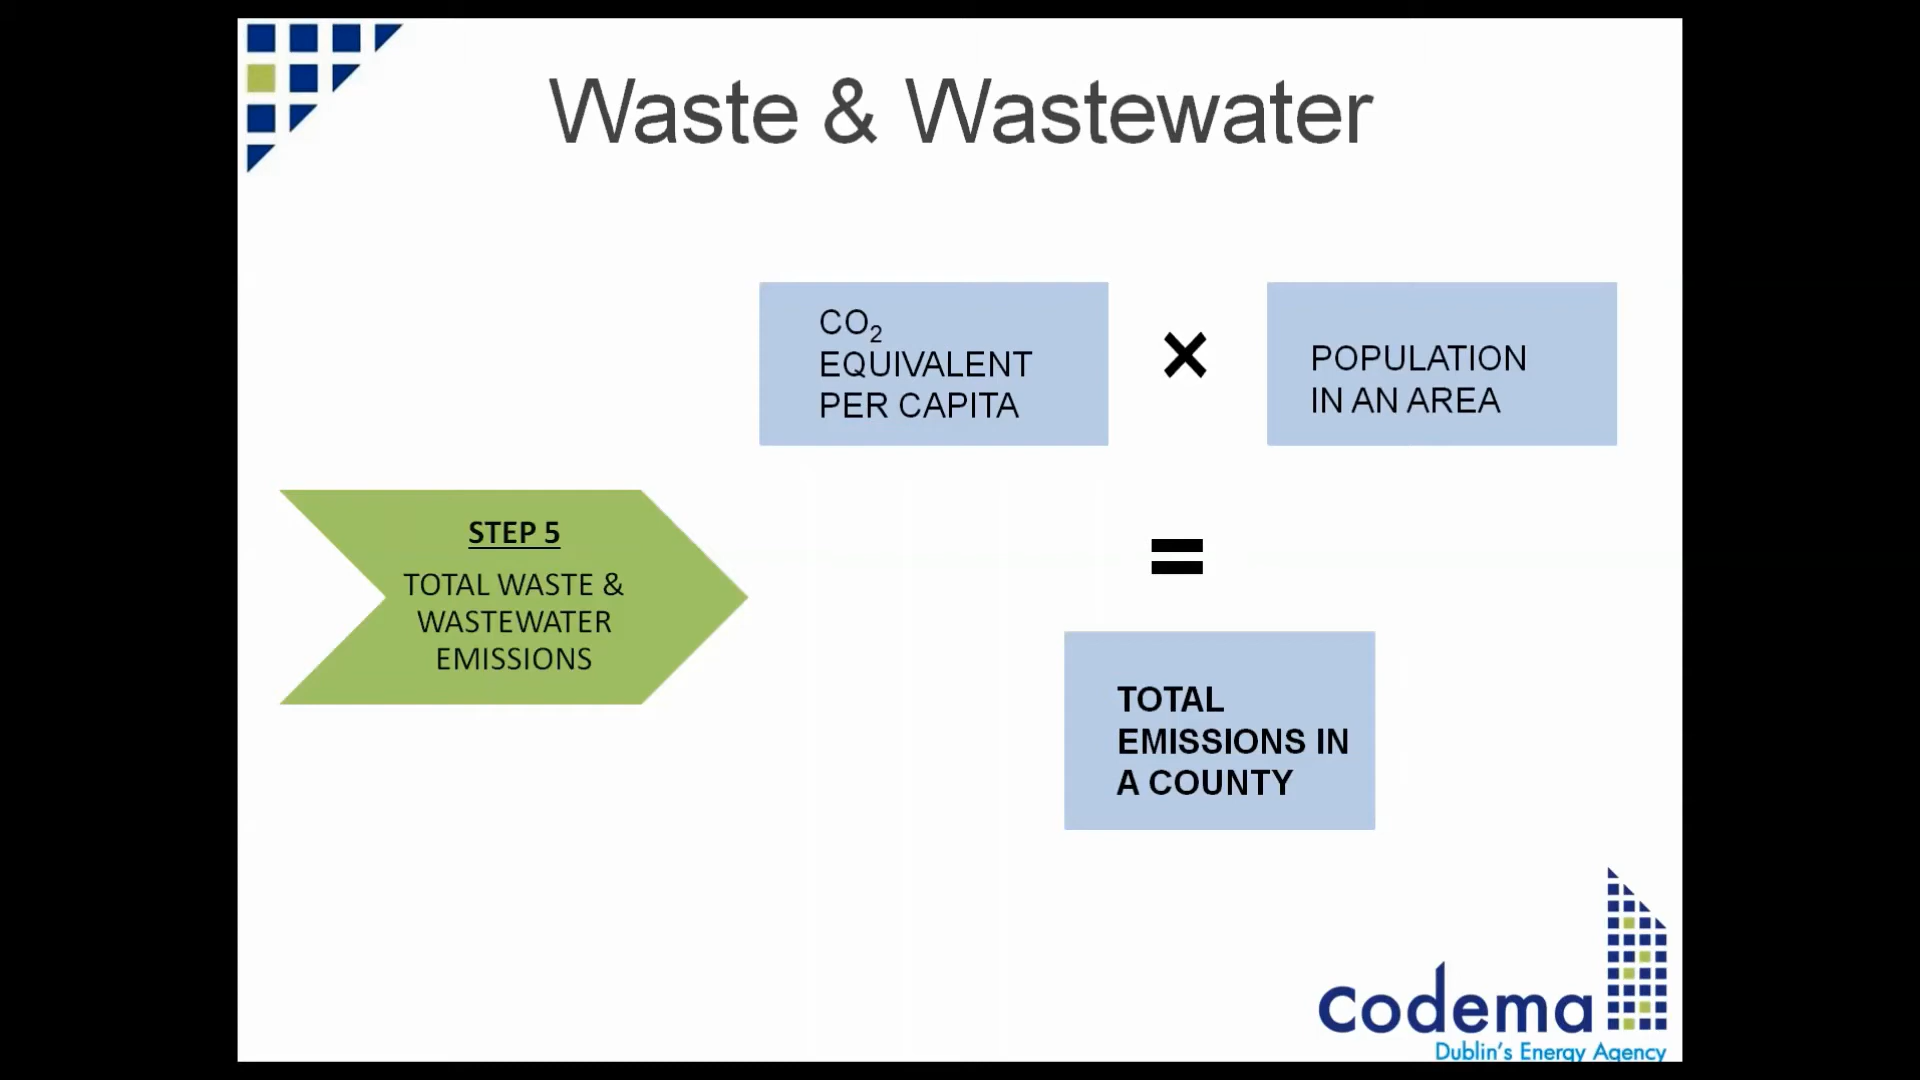 Waste & Wastewater
CO₂
EQUIVALENT
PER CAPITA
×
POPULATION
IN AN AREA
STEP 5
TOTAL WASTE &
WASTEWATER
EMISSIONS
=
TOTAL
EMISSIONS IN
A COUNTY
codema
Dublin's Energy Agency